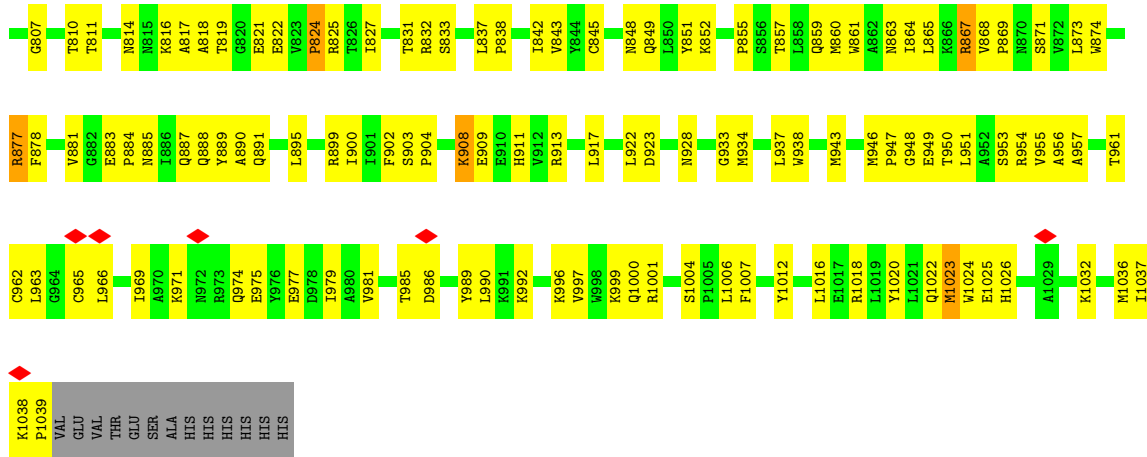 G807 T810 T811 N814 N815 K816 A817 A818 T819 G820 E821 E822 V823 P824 R825 T826 I827 T831 R832 S833 L837 P838 I842 V843 Y844 C845 N848 Q849 L850 Y851 K852 P855 S856 T857 L858 Q859 M860 W861 A862 N863 I864 L865 K866 R867 V868 P869 N870 S871 V872 L873 W874
R877 F878 V881 G882 E883 P884 N885 I886 Q887 Q888 Y889 A890 Q891 L895 R899 I900 I901 F902 S903 P904 K908 E909 E910 H911 V912 R913 L917 L922 D923 N928 G933 M934 L937 W938 M943 M946 P947 G948 E949 T950 L951 A952 S953 R954 V955 A956 A957 T961
C962 L963 G964 C965 L966 I969 A970 K971 N972 R973 Q974 E975 Y976 E977 D978 I979 A980 V981 T985 D986 Y989 L990 K991 K992 K996 V997 W998 K999 Q1000 R1001 S1004 P1005 L1006 F1007 Y1012 L1016 E1017 R1018 L1019 Y1020 L1021 Q1022 M1023 W1024 E1025 H1026 A1029 K1032 M1036 I1037
K1038 P1039 VAL GLU VAL THR GLU SER ALA HIS HIS HIS HIS HIS HIS